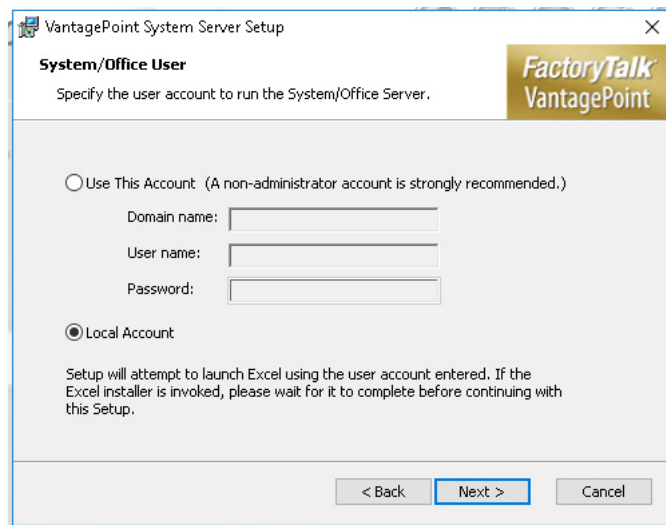 VantagePoint System Server Setup
System/Office User
Specify the user account to run the System/Office Server.
FactoryTalk
VantagePoint
Use This Account (A non-administrator account is strongly recommended.)
Domain name:
User name:
Password:
Local Account
Setup will attempt to launch Excel using the user account entered. If the
Excel installer is invoked, please wait for it to complete before continuing with
this Setup.
< Back
Next >
Cancel